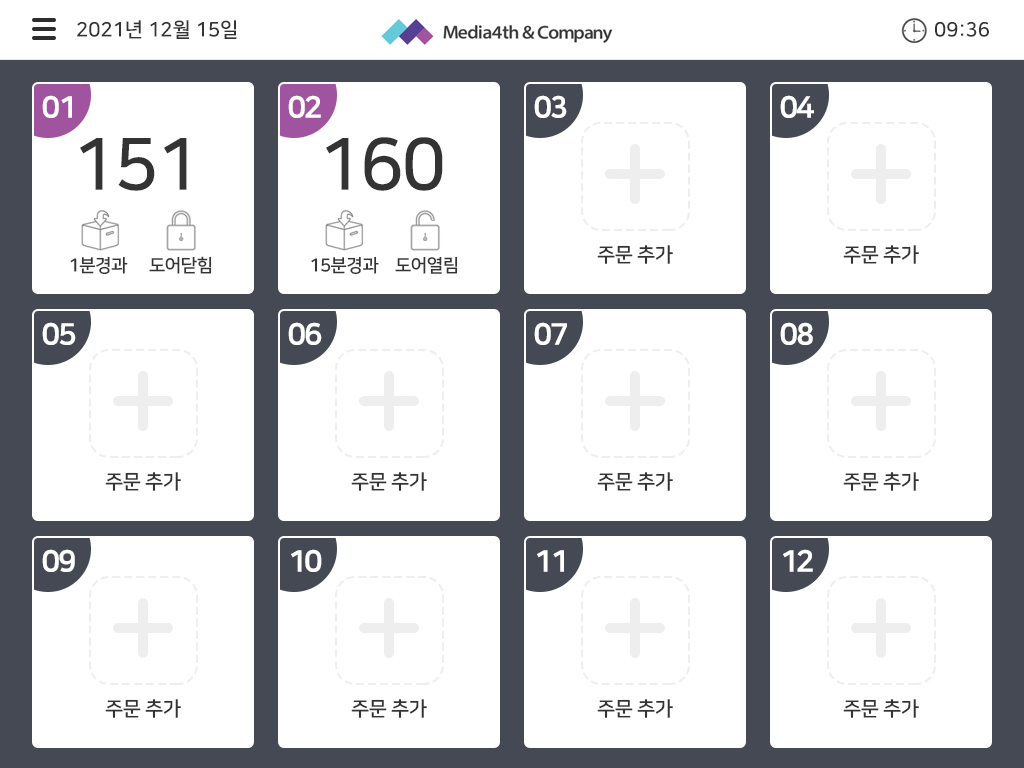 2021년 12월 15일
Media4th & Company
09:36
01
151
1분경과 도어닫힘
02
160
15분경과 도어열림
03
주문 추가
04
주문 추가
05
주문 추가
06
주문 추가
07
주문 추가
08
주문 추가
09
주문 추가
10
주문 추가
11
주문 추가
12
주문 추가